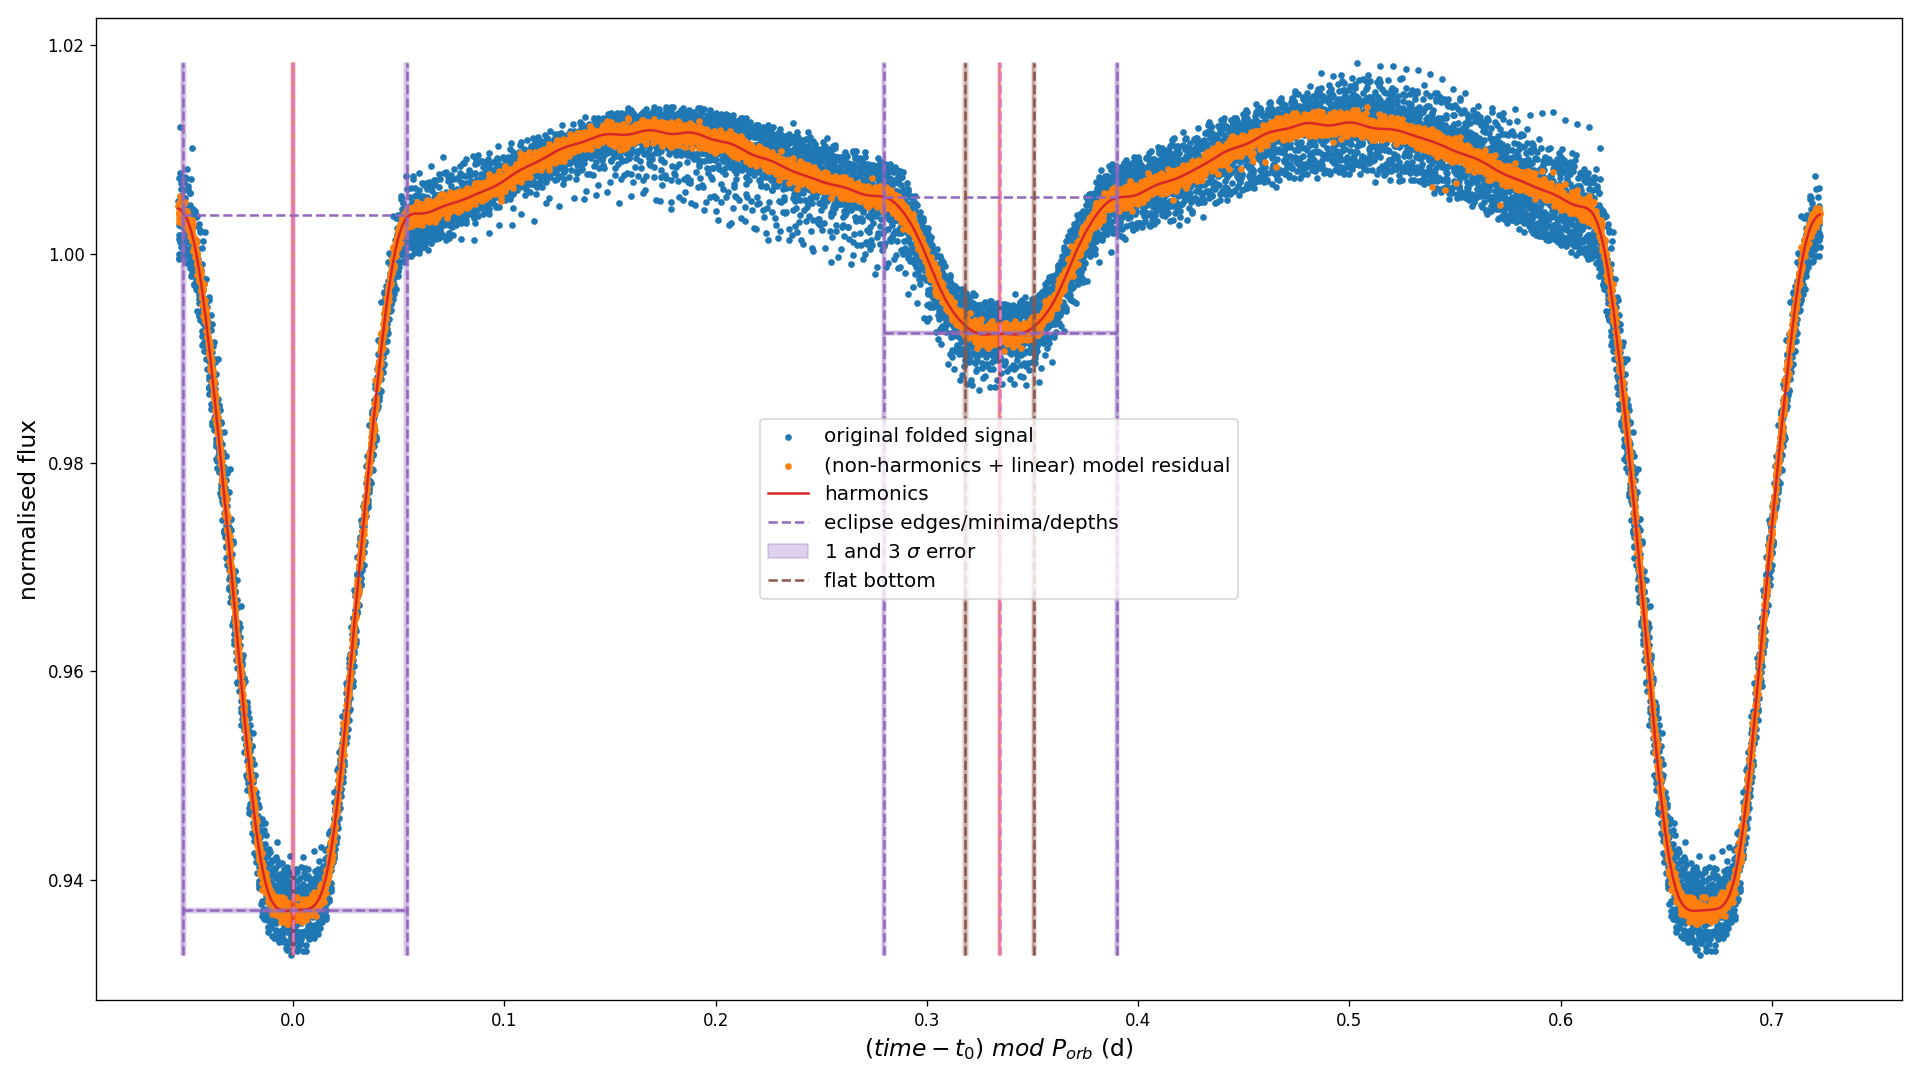 normalised flux
1.02
1.00
0.98
0.96
0.94
original folded signal
(non-harmonics + linear) model residual
harmonics
eclipse edges/minima/depths
1 and 3 σ error
flat bottom
0.0 0.1 0.2 0.3 0.4 0.5 0.6 0.7
(time − t₀) mod Pₒᵣb (d)